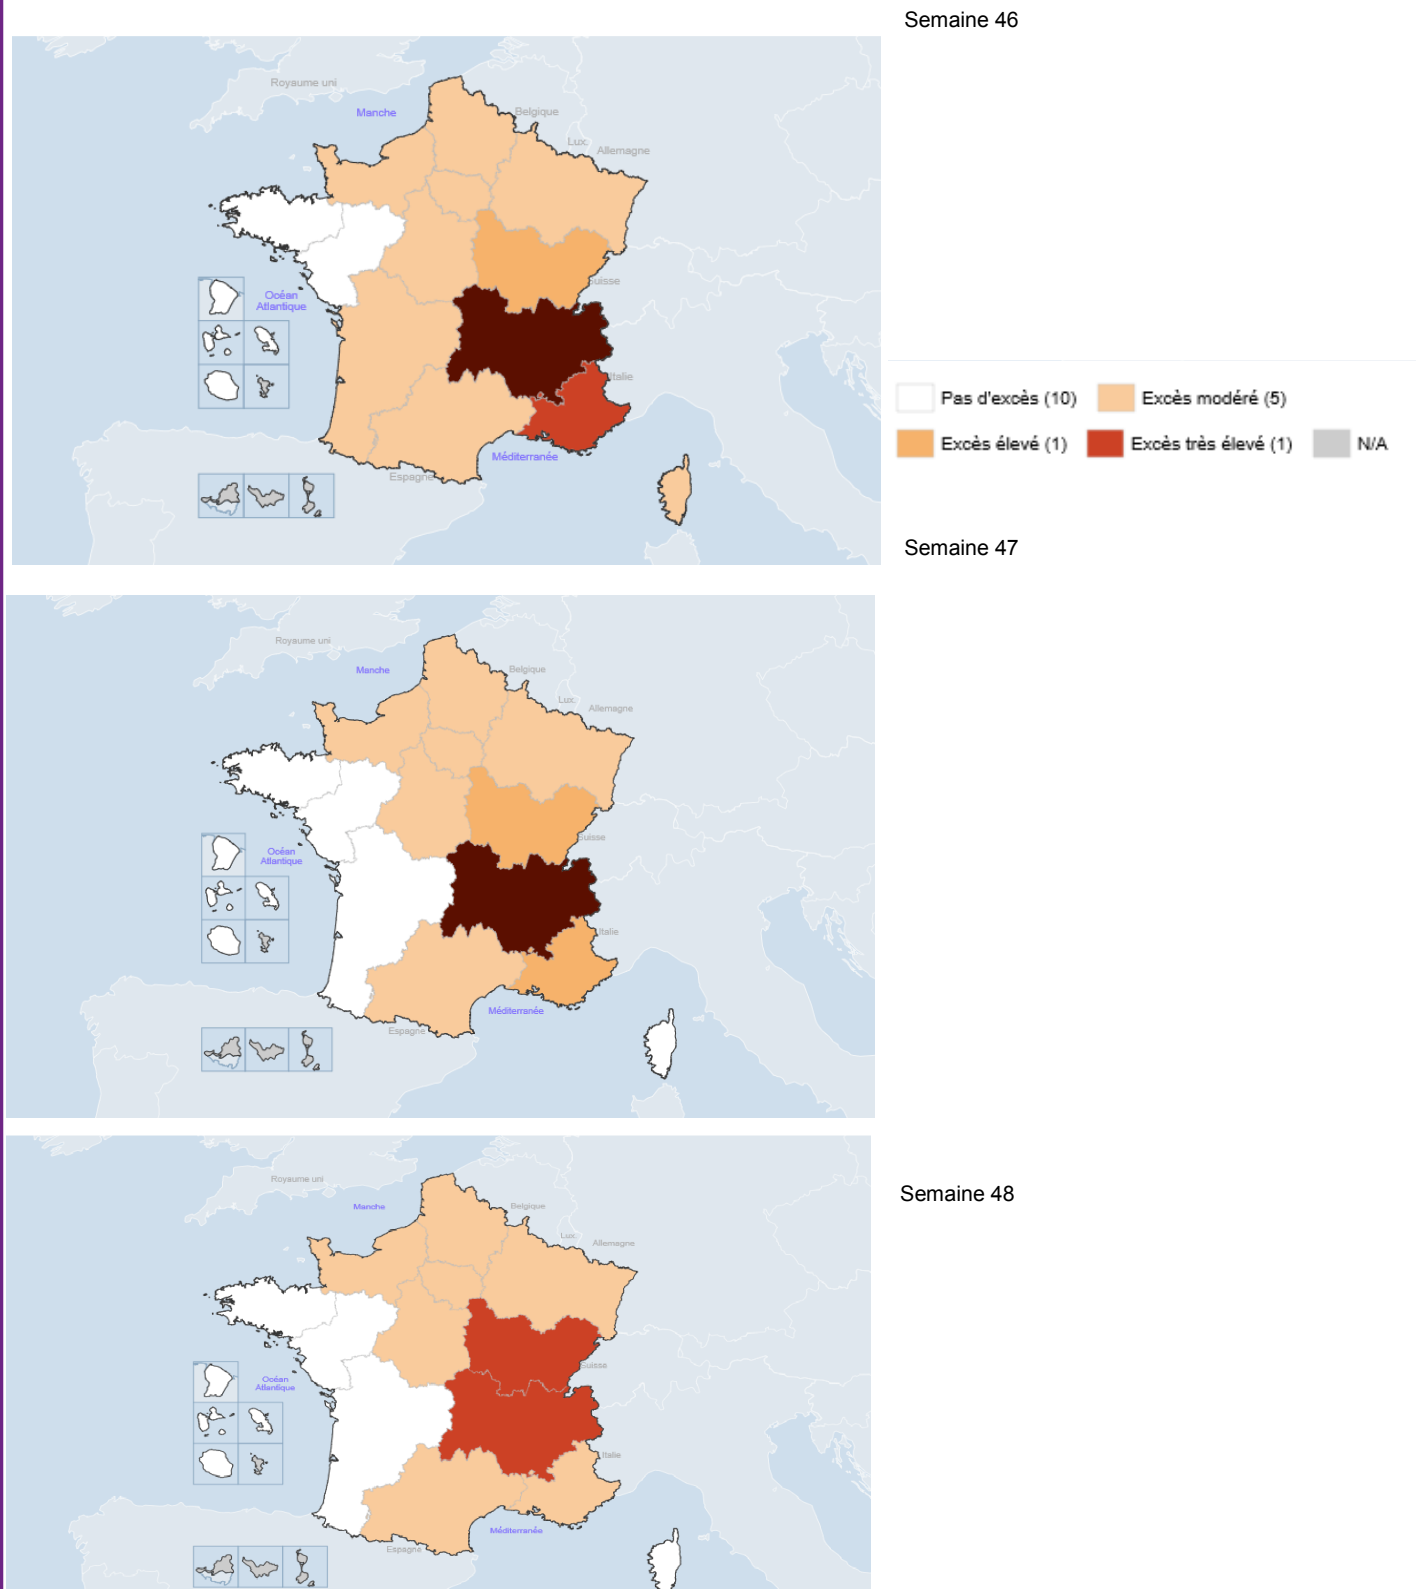 Semaine 46
Royaume uni
Manche
Belgique
Lux.
Allemagne
Suisse
Océan
Atlantique
Italie
Méditerranée
Espagne
Pas d'excès (10)
Excès modéré (5)
Excès élevé (1)
Excès très élevé (1)
N/A
Semaine 47
Royaume uni
Manche
Belgique
Lux.
Allemagne
Suisse
Océan
Atlantique
Italie
Méditerranée
Espagne
Semaine 48
Royaume uni
Manche
Belgique
Lux.
Allemagne
Suisse
Océan
Atlantique
Italie
Méditerranée
Espagne